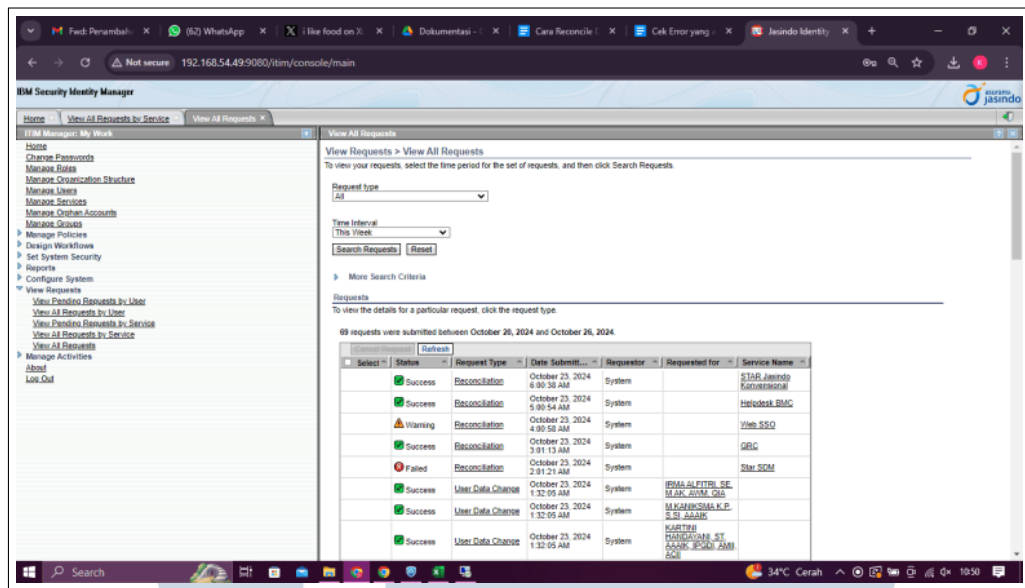 Fwd: Penambah
(62) WhatsApp
i like food on X
Dokumentasi - (
Cara Reconcile (
Cek Error yang
Jasindo Identity
Not secure 192.168.54.49:9080/itim/console/main
IBM Security Identity Manager
asuransi
jasindo
Home
View All Requests by Service
View All Requests
ITIM Manager: My Work
Home
Change Passwords
Manage Roles
Manage Organization Structure
Manage Users
Manage Services
Manage Orphan Accounts
Manage Groups
Manage Policies
Design Workflows
Set System Security
Reports
Configure System
View Requests
View Pending Requests by User
View All Requests by User
View Pending Requests by Service
View All Requests by Service
View All Requests
Manage Activities
About
Log Out
View All Requests
View Requests > View All Requests
To view your requests, select the time period for the set of requests, and then click Search Requests.
Request type
All
Time Interval
This Week
Search Requests Reset
More Search Criteria
Requests
To view the details for a particular request, click the request type.
69 requests were submitted between October 20, 2024 and October 26, 2024.
Cancel Request Refresh
Select Status Request Type Date Submitt... Requestor Requested for Service Name
Success Reconciliation October 23, 2024 6:00:38 AM System STAR Jasindo Konvensional
Success Reconciliation October 23, 2024 5:00:54 AM System Helpdesk BMC
Warning Reconciliation October 23, 2024 4:00:58 AM System Web SSO
Success Reconciliation October 23, 2024 3:01:13 AM System GRC
Failed Reconciliation October 23, 2024 2:01:21 AM System Star SDM
Success User Data Change October 23, 2024 1:32:05 AM System IRMA ALFITRI, SE, M.AK, AWM, QIA
Success User Data Change October 23, 2024 1:32:05 AM System M.KANIKSMA K.P., S.SI, AAAIK
Success User Data Change October 23, 2024 1:32:05 AM System KARTINI HANDAYANI, ST, AAAIK, IPGDI, AMII,
Search
34°C Cerah
10:50